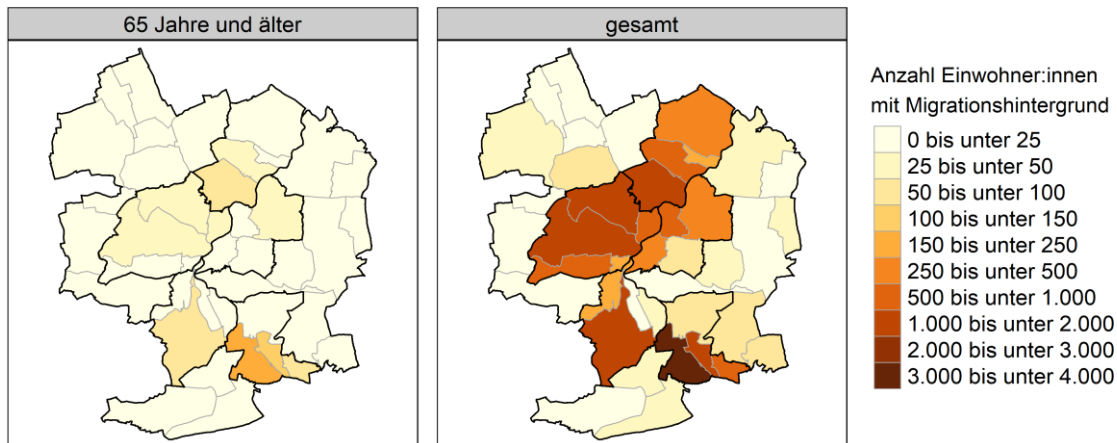 65 Jahre und älter
gesamt
Anzahl Einwohner:innen
mit Migrationshintergrund
0 bis unter 25
25 bis unter 50
50 bis unter 100
100 bis unter 150
150 bis unter 250
250 bis unter 500
500 bis unter 1.000
1.000 bis unter 2.000
2.000 bis unter 3.000
3.000 bis unter 4.000